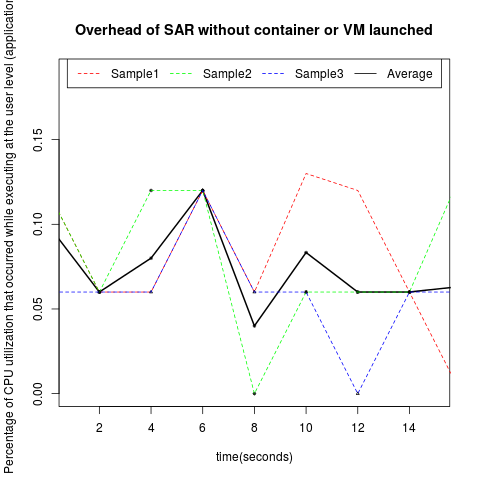 Overhead of SAR without container or VM launched
Sample1 Sample2 Sample3 Average
Percentage of CPU utilization that occurred while executing at the user level (application
0.15
0.10
0.05
0.00
2 4 6 8 10 12 14
time(seconds)